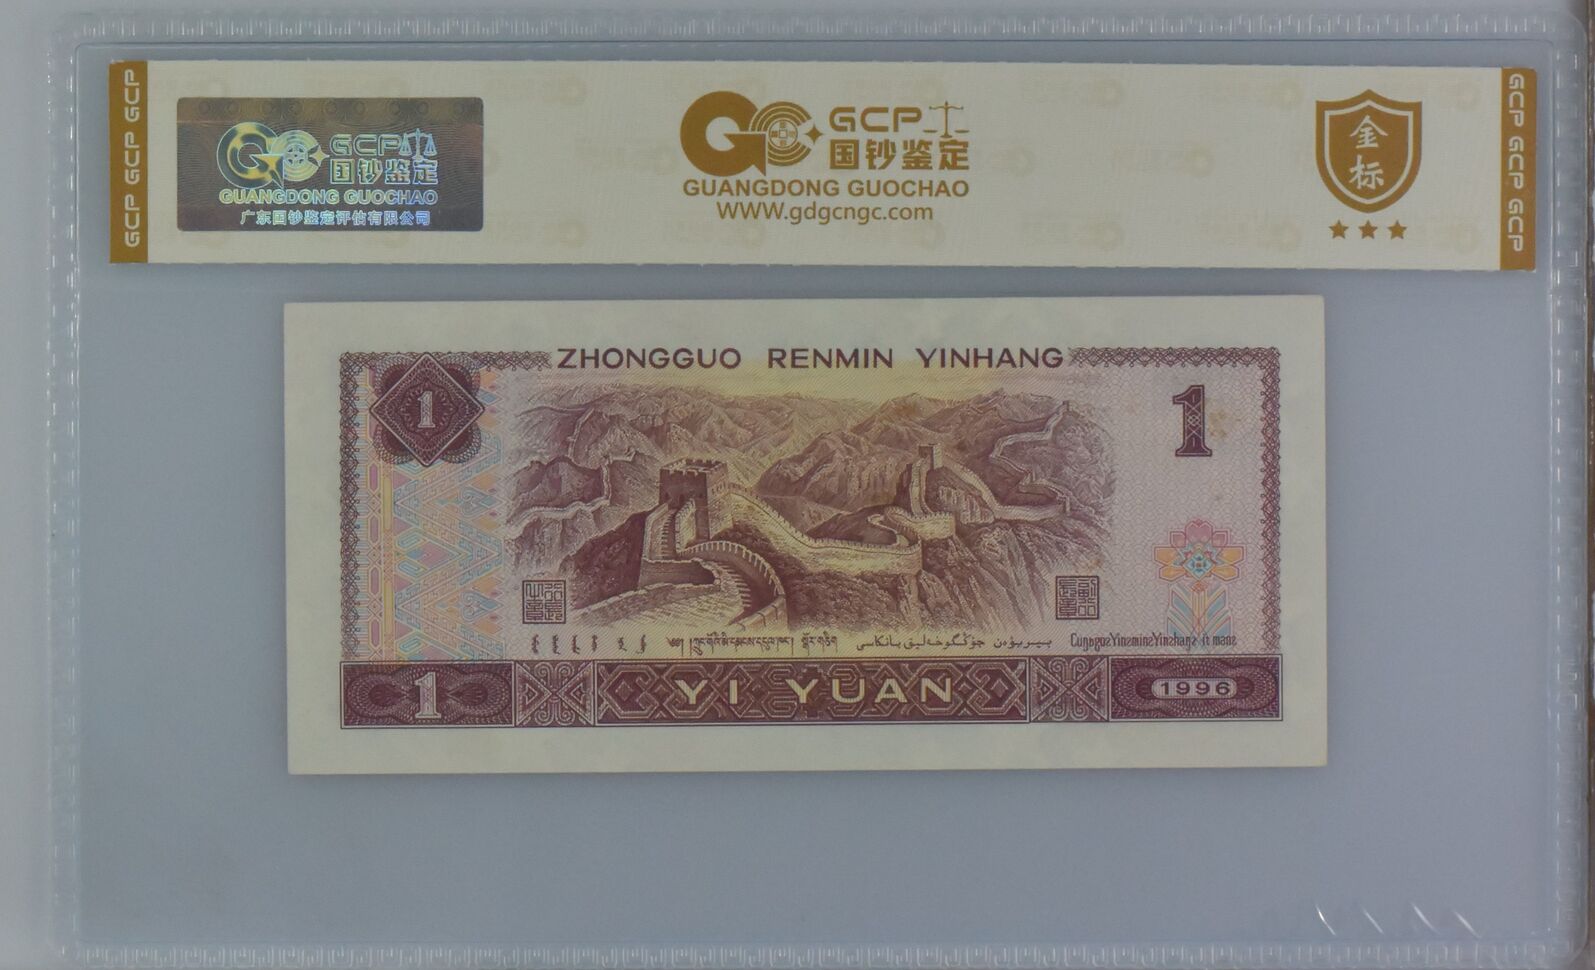 GCP GCP GCP
GCP
国钞鉴定
GUANGDONG GUOCHAO
广东国钞鉴定评估有限公司
GCP
国钞鉴定
GUANGDONG GUOCHAO
WWW.gdgcngc.com
金标
GCP GCP GCP
ZHONGGUO RENMIN YINHANG
1
1
1 YI YUAN 1996